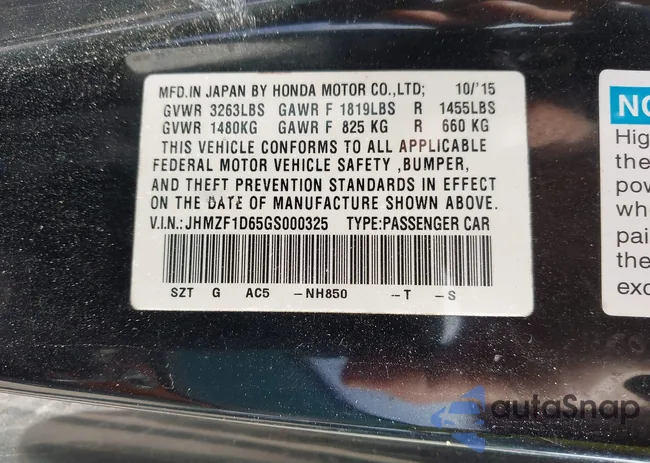 MFD.IN JAPAN BY HONDA MOTOR CO.,LTD; 10/'15
GVWR 3263LBS GAWR F 1819LBS R 1455LBS
GVWR 1480KG GAWR F 825 KG R 660 KG
THIS VEHICLE CONFORMS TO ALL APPLICABLE
FEDERAL MOTOR VEHICLE SAFETY ,BUMPER,
AND THEFT PREVENTION STANDARDS IN EFFECT
ON THE DATE OF MANUFACTURE SHOWN ABOVE.
V.I.N.:JHMZF1D65GS000325 TYPE:PASSENGER CAR
SZT G AC5 -NH850 -T -S
NO
Hig
the
pow
whi
pai
the
exc
autoSnap